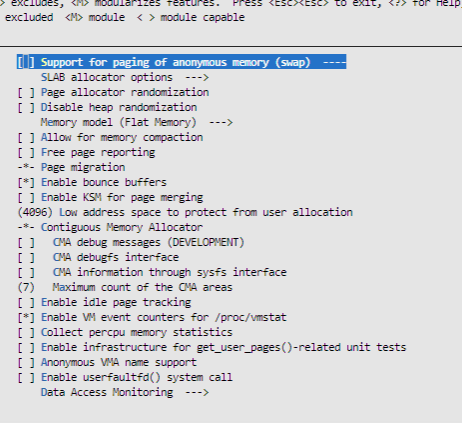 > excludes, <M> modularizes features.  Press <Esc><Esc> to exit, <?> for Help,
excluded  <M> module  < > module capable
[ ] Support for paging of anonymous memory (swap)  ----
    SLAB allocator options  --->
[ ] Page allocator randomization
[ ] Disable heap randomization
    Memory model (Flat Memory)  --->
[ ] Allow for memory compaction
[ ] Free page reporting
-*- Page migration
[*] Enable bounce buffers
[ ] Enable KSM for page merging
(4096) Low address space to protect from user allocation
-*- Contiguous Memory Allocator
[ ]   CMA debug messages (DEVELOPMENT)
[ ]   CMA debugfs interface
[ ]   CMA information through sysfs interface
(7)   Maximum count of the CMA areas
[ ] Enable idle page tracking
[*] Enable VM event counters for /proc/vmstat
[ ] Collect percpu memory statistics
[ ] Enable infrastructure for get_user_pages()-related unit tests
[ ] Anonymous VMA name support
[ ] Enable userfaultfd() system call
    Data Access Monitoring  --->